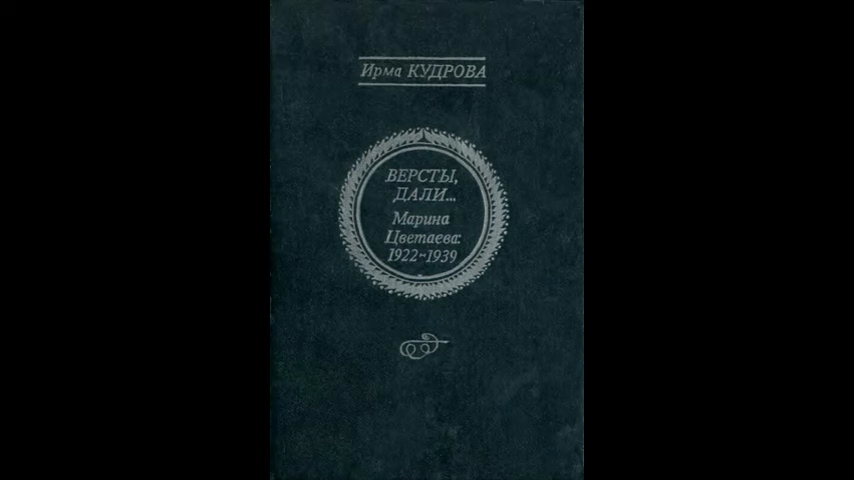 Ирма КУДРОВА
ВЕРСТЫ,
ДАЛИ...
Марина
Цветаева:
1922-1939